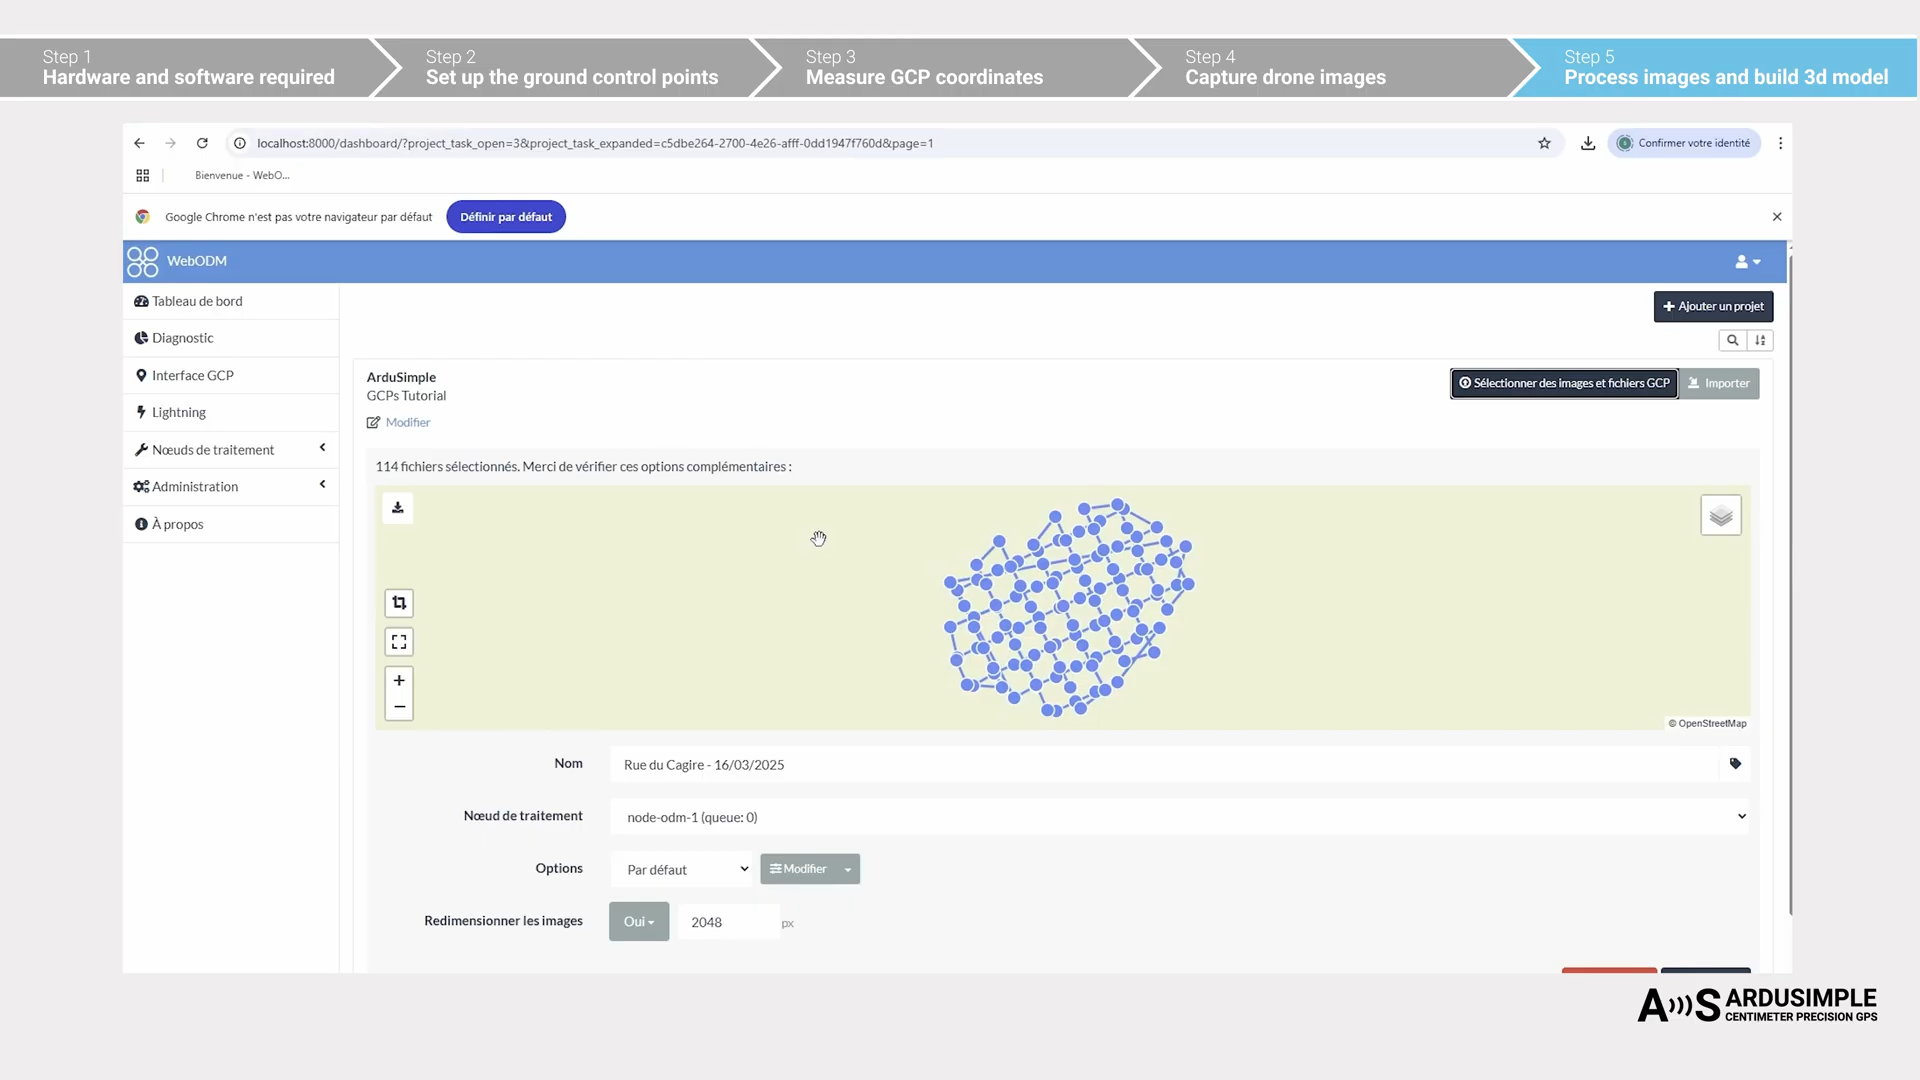 Step 1
Hardware and software required
Step 2
Set up the ground control points
Step 3
Measure GCP coordinates
Step 4
Capture drone images
Step 5
Process images and build 3d model
localhost:8000/dashboard/?project_task_open=3&project_task_expanded=c5dbe264-2700-4e26-afff-0dd1947f760d&page=1
Confirmer votre identité
Bienvenue - WebO...
Google Chrome n'est pas votre navigateur par défaut
Définir par défaut
WebODM
Tableau de bord
Diagnostic
Interface GCP
Lightning
Nœuds de traitement
Administration
À propos
Ajouter un projet
ArduSimple
GCPs Tutorial
Modifier
Sélectionner des images et fichiers GCP
Importer
114 fichiers sélectionnés. Merci de vérifier ces options complémentaires :
+
−
© OpenStreetMap
Nom
Rue du Cagire - 16/03/2025
Nœud de traitement
node-odm-1 (queue: 0)
Options
Par défaut
Modifier
Redimensionner les images
Oui
2048
px
A S ARDUSIMPLE
CENTIMETER PRECISION GPS